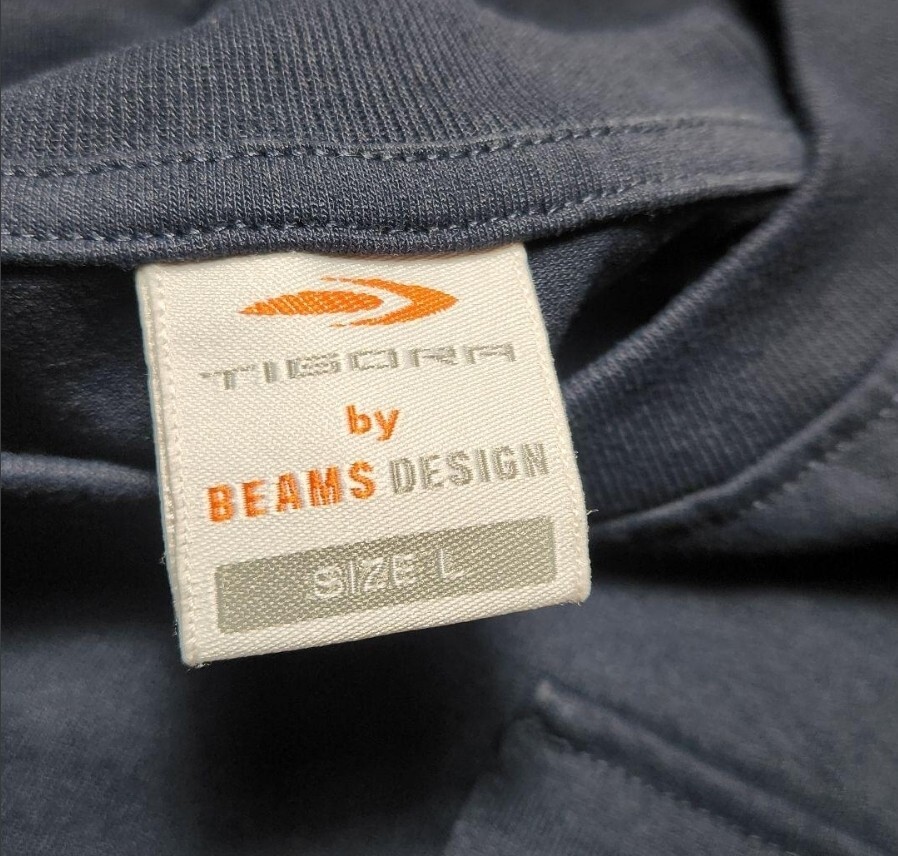 TIGORA
by
BEAMS DESIGN
SIZE L